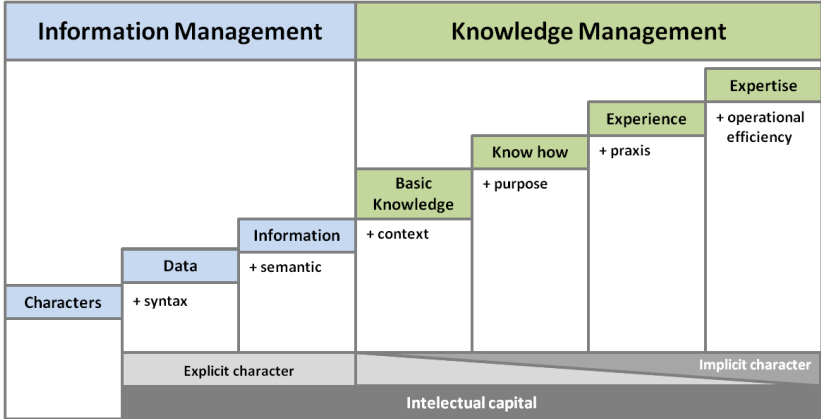 Information Management
Knowledge Management
Expertise
+ operational
efficiency
Experience
+ praxis
Know how
+ purpose
Basic
Knowledge
+ context
Information
+ semantic
Data
+ syntax
Characters
Explicit character
Implicit character
Intelectual capital